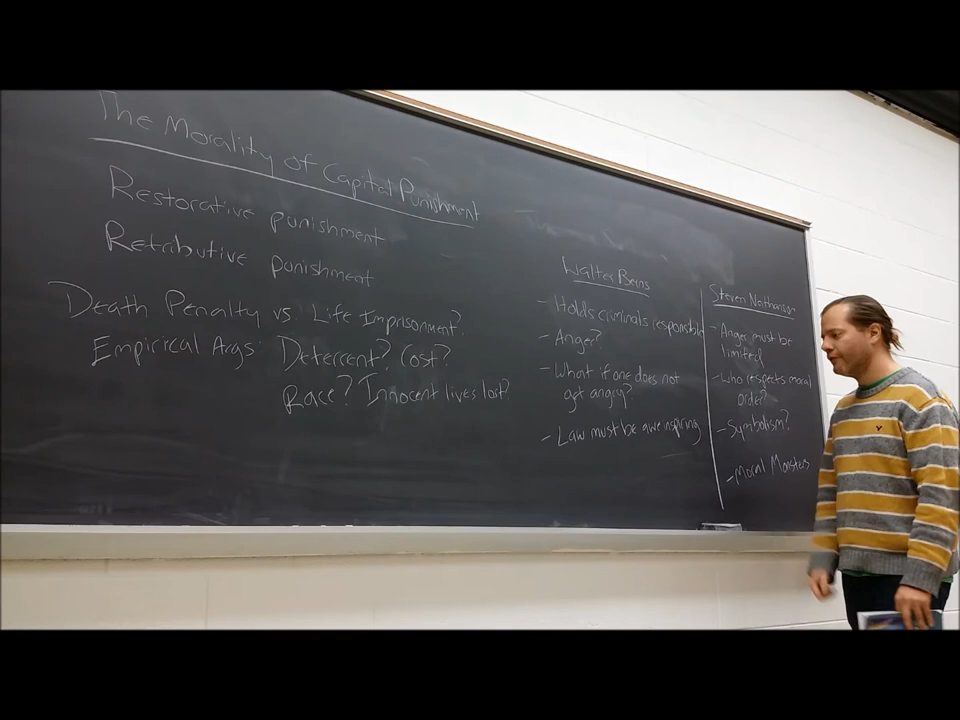 The Morality of Capital Punishment
Restorative punishment
Retributive punishment
Death Penalty vs. Life Imprisonment?
Empirical Args: Deterrent? Cost?
Race? Innocent lives lost?
Walter Berns
- Holds criminals responsible
- Anger?
- What if one does not
get angry?
- Law must be awe inspiring
Steven Nathanson
- Anger must be
limited
- Who respects moral
order?
- Symbolism?
- Moral Monsters